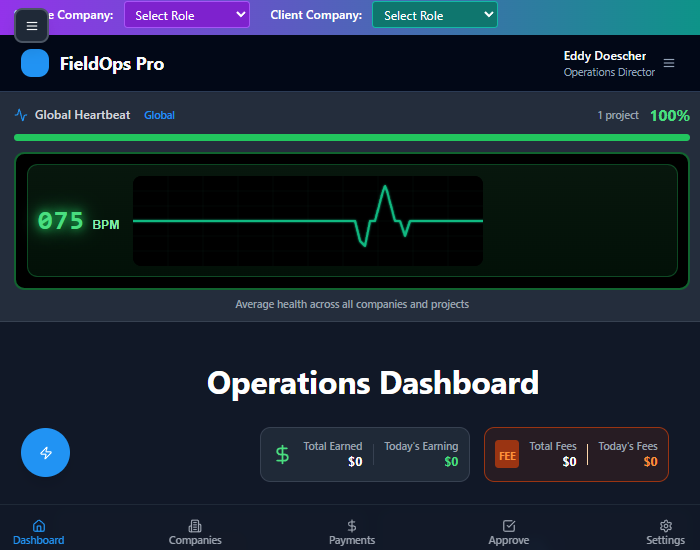 e Company: Select Role Client Company: Select Role
FieldOps Pro
Eddy Doescher
Operations Director
Global Heartbeat Global 1 project 100%
075 BPM
Average health across all companies and projects
Operations Dashboard
Total Earned Today's Earning
$0 $0
FEE
Total Fees Today's Fees
$0 $0
Dashboard Companies Payments Approve Settings